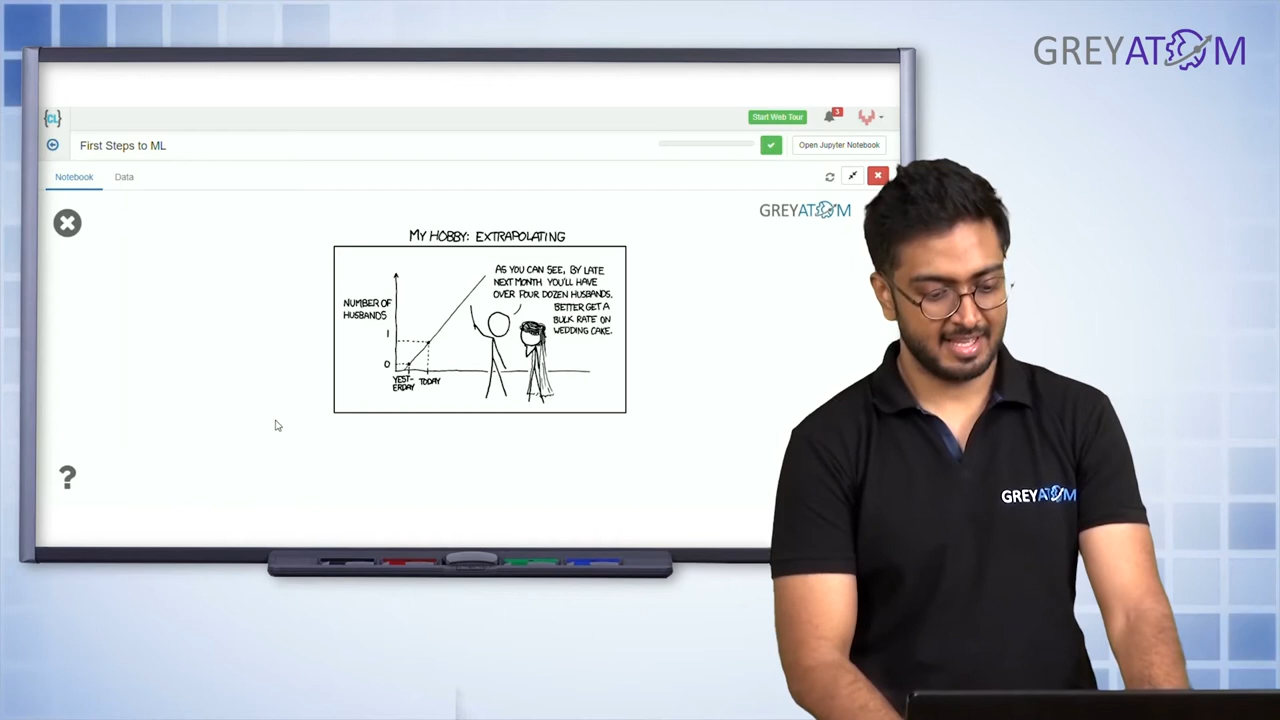 GREYATOM
{CL}
Start Web Tour
3
First Steps to ML
Open Jupyter Notebook
Notebook
Data
GREYATOM
MY HOBBY: EXTRAPOLATING
AS YOU CAN SEE, BY LATE
NEXT MONTH YOU'LL HAVE
OVER FOUR DOZEN HUSBANDS.
BETTER GET A
BULK RATE ON
WEDDING CAKE.
NUMBER OF
HUSBANDS
1
0
YEST-
ERDAY
TODAY
?
GREYATOM